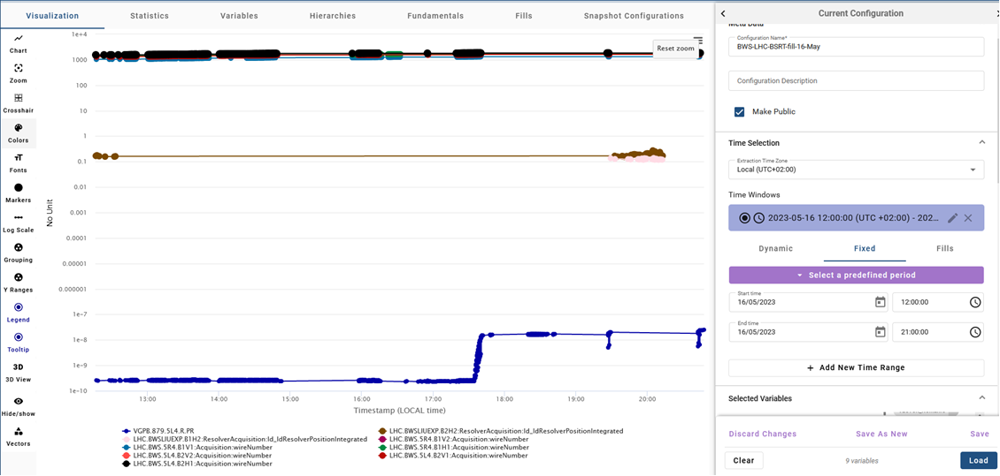 Visualization Statistics Variables Hierarchies Fundamentals Fills Snapshot Configurations
Chart
Zoom
Crosshair
Colors
Fonts
Markers
Log Scale
Grouping
Y Ranges
Legend
Tooltip
3D
3D View
Hide/show
Vectors
Reset zoom
No Unit
1e+4
1000
100
10
1
0.1
0.01
0.001
0.0001
0.00001
0.000001
1e-7
1e-8
1e-9
1e-10
13:00 14:00 15:00 16:00 17:00 18:00 19:00 20:00
Timestamp (LOCAL time)
VGPB.879.5L4.R.PR
LHC.BWSLIUEXP.B2H2:ResolverAcquisition:Id_IdResolverPositionIntegrated
LHC.BWSLIUEXP.B1H2:ResolverAcquisition:Id_IdResolverPositionIntegrated
LHC.BWS.5R4.B1V2:Acquisition:wireNumber
LHC.BWS.5R4.B1V1:Acquisition:wireNumber
LHC.BWS.5R4.B1H1:Acquisition:wireNumber
LHC.BWS.5L4.B2V2:Acquisition:wireNumber
LHC.BWS.5L4.B2V1:Acquisition:wireNumber
LHC.BWS.5L4.B2H1:Acquisition:wireNumber
Current Configuration
Meta Data
Configuration Name*
BWS-LHC-BSRT-fill-16-May
Configuration Description
Make Public
Time Selection
Extraction Time Zone
Local (UTC+02:00)
Time Windows
2023-05-16 12:00:00 (UTC +02:00) - 202...
Dynamic Fixed Fills
Select a predefined period
Start time
16/05/2023 12:00:00
End time
16/05/2023 21:00:00
+ Add New Time Range
Selected Variables
Discard Changes Save As New Save
Clear 9 variables Load